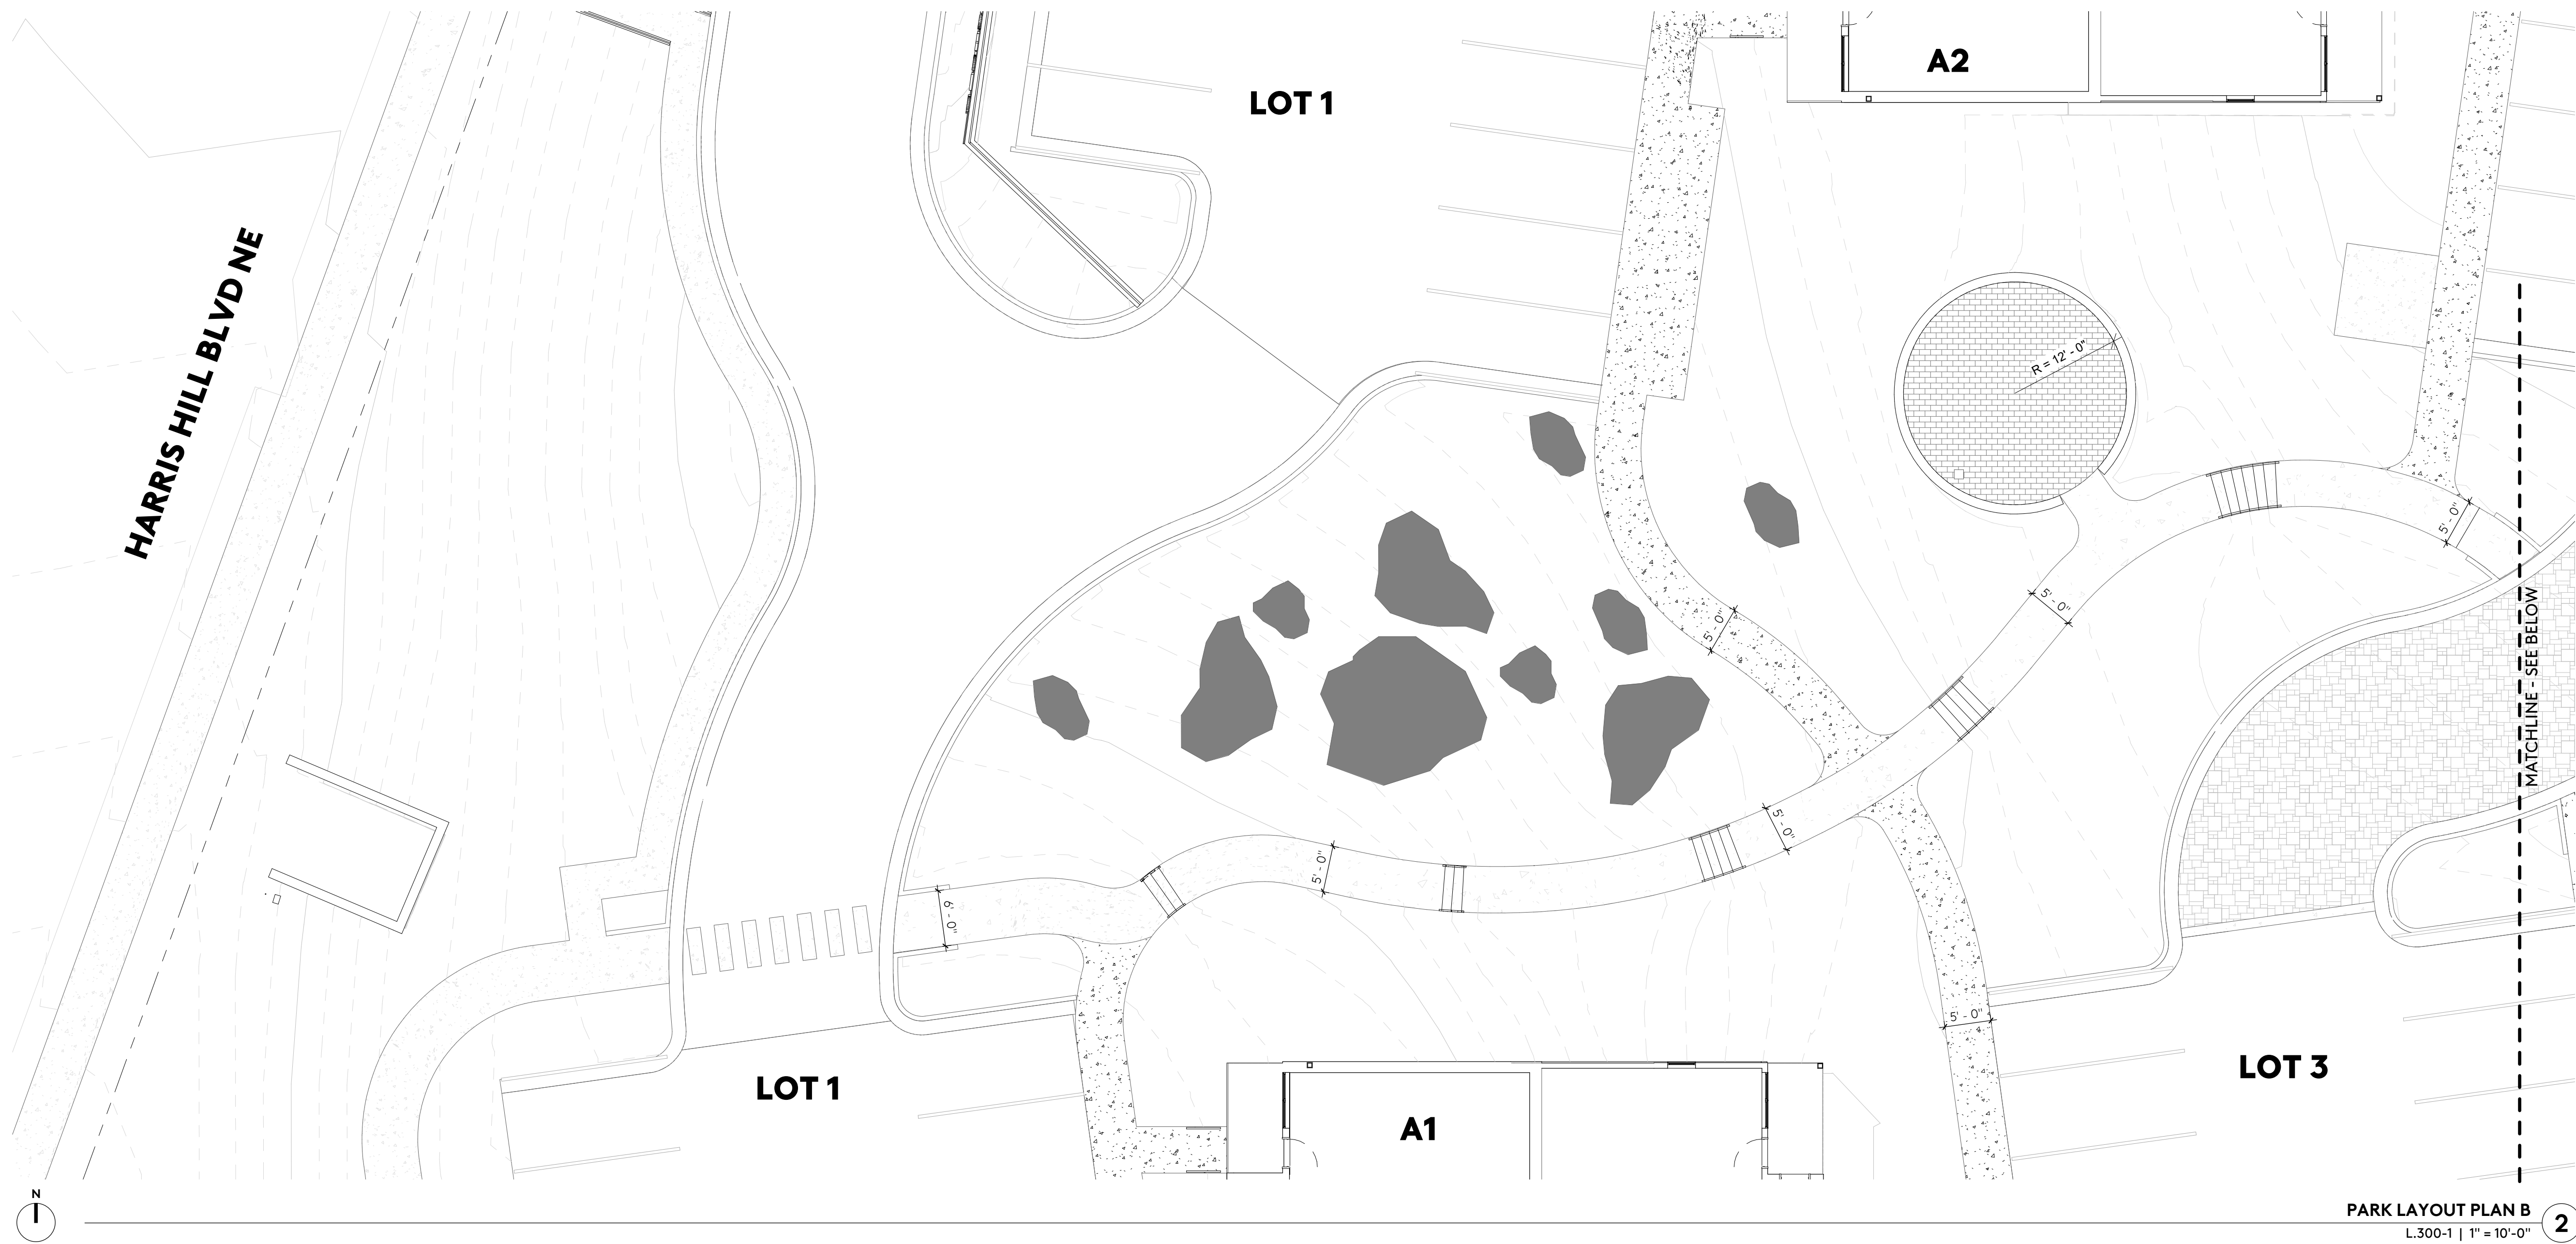 A2
LOT 1
HARRIS HILL BLVD NE
R = 12' - 0"
5' - 0"
5' - 0"
5' - 0"
MATCHLINE - SEE BELOW
5' - 0"
5' - 0"
6' - 0"
5' - 0"
LOT 3
LOT 1
A1
N
PARK LAYOUT PLAN B
L.300-1 | 1" = 10'-0"
2